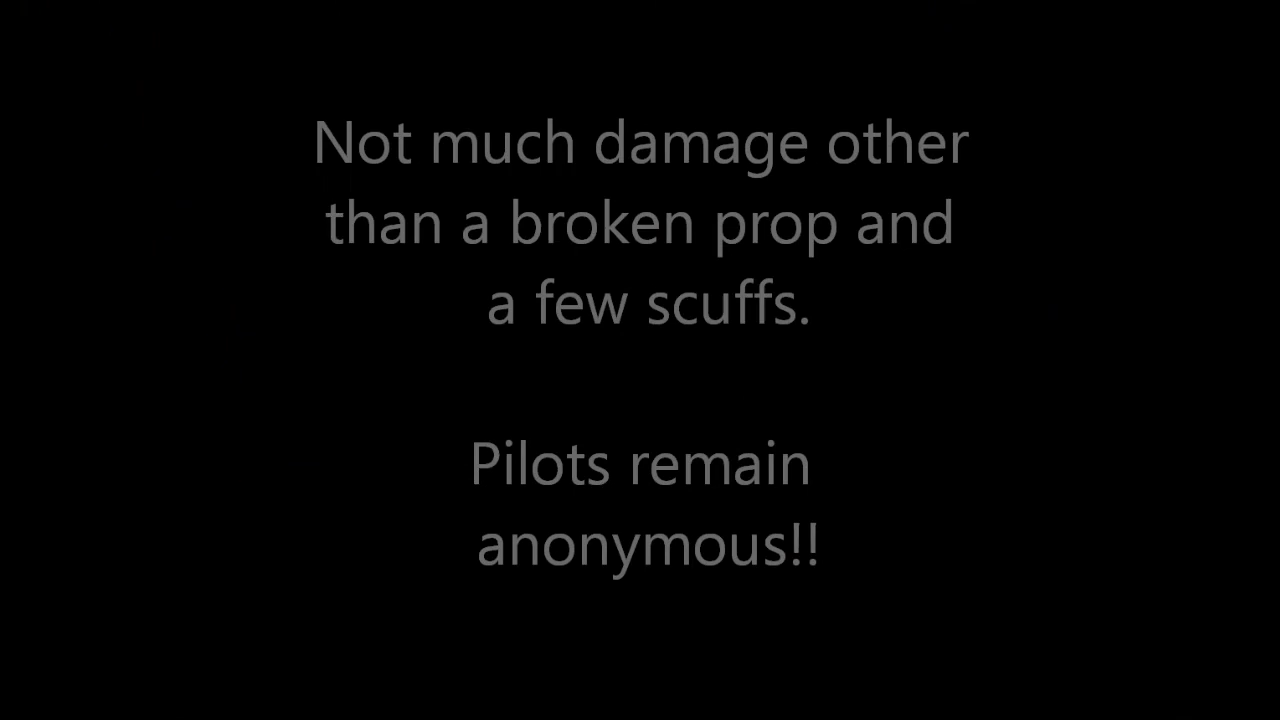 Not much damage other
than a broken prop and
a few scuffs.
Pilots remain
anonymous!!